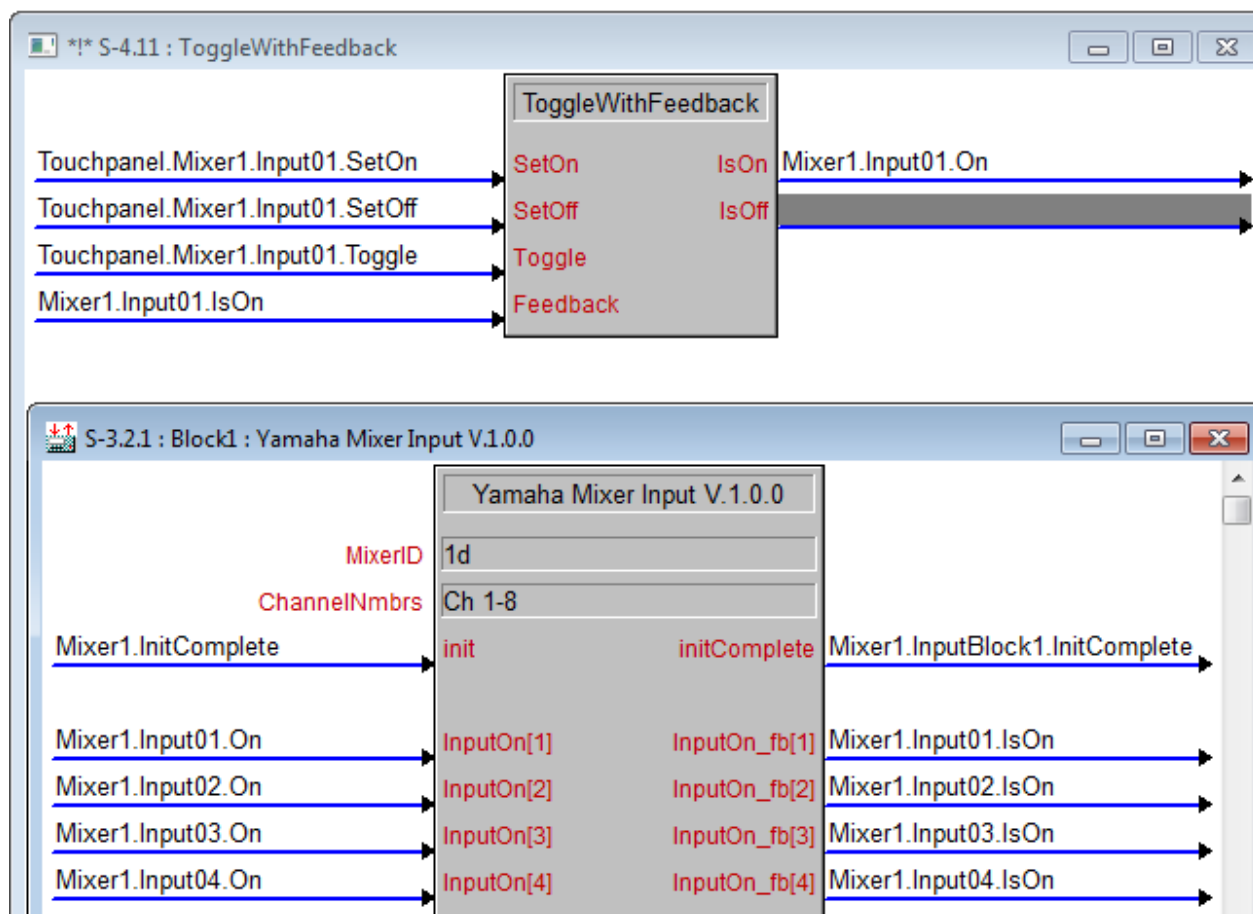 *!* S-4.11 : ToggleWithFeedback
ToggleWithFeedback
Touchpanel.Mixer1.Input01.SetOn SetOn IsOn Mixer1.Input01.On
Touchpanel.Mixer1.Input01.SetOff SetOff IsOff
Touchpanel.Mixer1.Input01.Toggle Toggle
Mixer1.Input01.IsOn Feedback
S-3.2.1 : Block1 : Yamaha Mixer Input V.1.0.0
Yamaha Mixer Input V.1.0.0
MixerID 1d
ChannelNmbrs Ch 1-8
Mixer1.InitComplete init initComplete Mixer1.InputBlock1.InitComplete
Mixer1.Input01.On InputOn[1] InputOn_fb[1] Mixer1.Input01.IsOn
Mixer1.Input02.On InputOn[2] InputOn_fb[2] Mixer1.Input02.IsOn
Mixer1.Input03.On InputOn[3] InputOn_fb[3] Mixer1.Input03.IsOn
Mixer1.Input04.On InputOn[4] InputOn_fb[4] Mixer1.Input04.IsOn